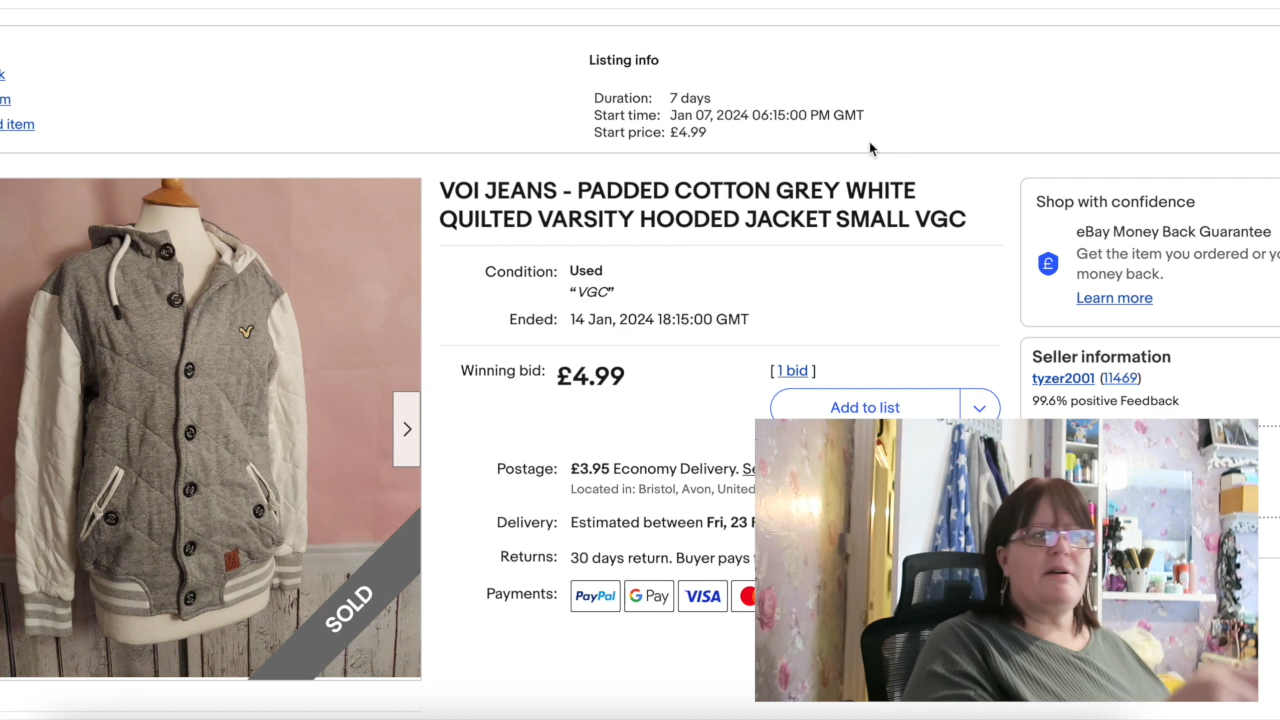 Listing info
k
m
d item
Duration: 7 days
Start time: Jan 07, 2024 06:15:00 PM GMT
Start price: £4.99
VOI JEANS - PADDED COTTON GREY WHITE
QUILTED VARSITY HOODED JACKET SMALL VGC
Condition: Used
“VGC”
Ended: 14 Jan, 2024 18:15:00 GMT
Winning bid: £4.99 [ 1 bid ]
Add to list
Postage: £3.95 Economy Delivery. Se
Located in: Bristol, Avon, United
Delivery: Estimated between Fri, 23 F
Returns: 30 days return. Buyer pays
Payments: PayPal G Pay VISA
SOLD
Shop with confidence
eBay Money Back Guarantee
Get the item you ordered or yo
money back.
Learn more
Seller information
tyzer2001 (11469)
99.6% positive Feedback